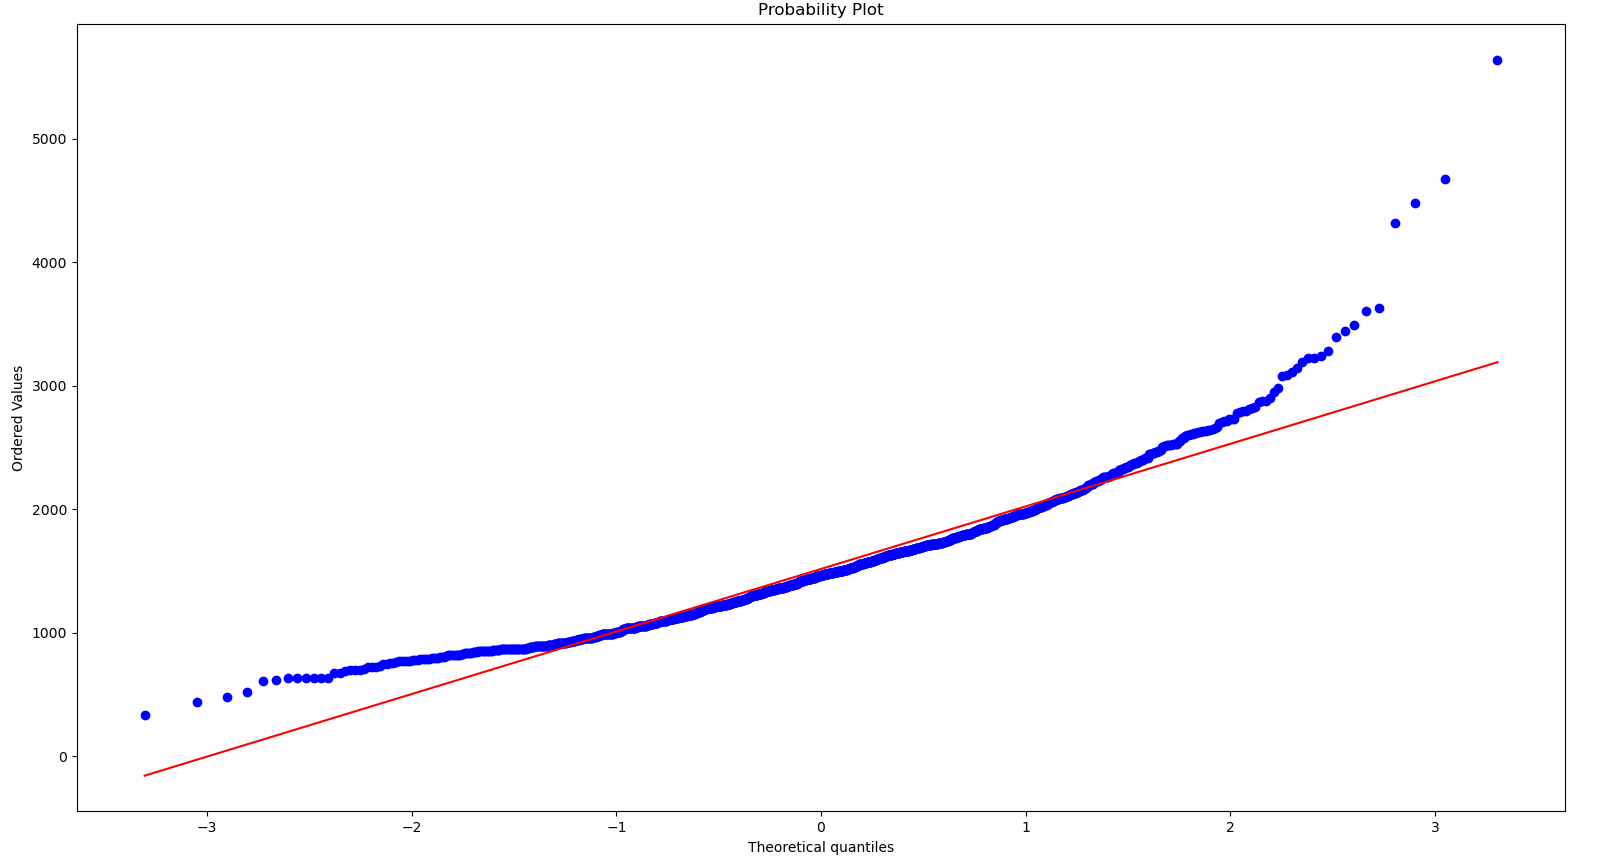 Probability Plot
5000
4000
3000
2000
1000
0
Ordered Values
−3 −2 −1 0 1 2 3
Theoretical quantiles